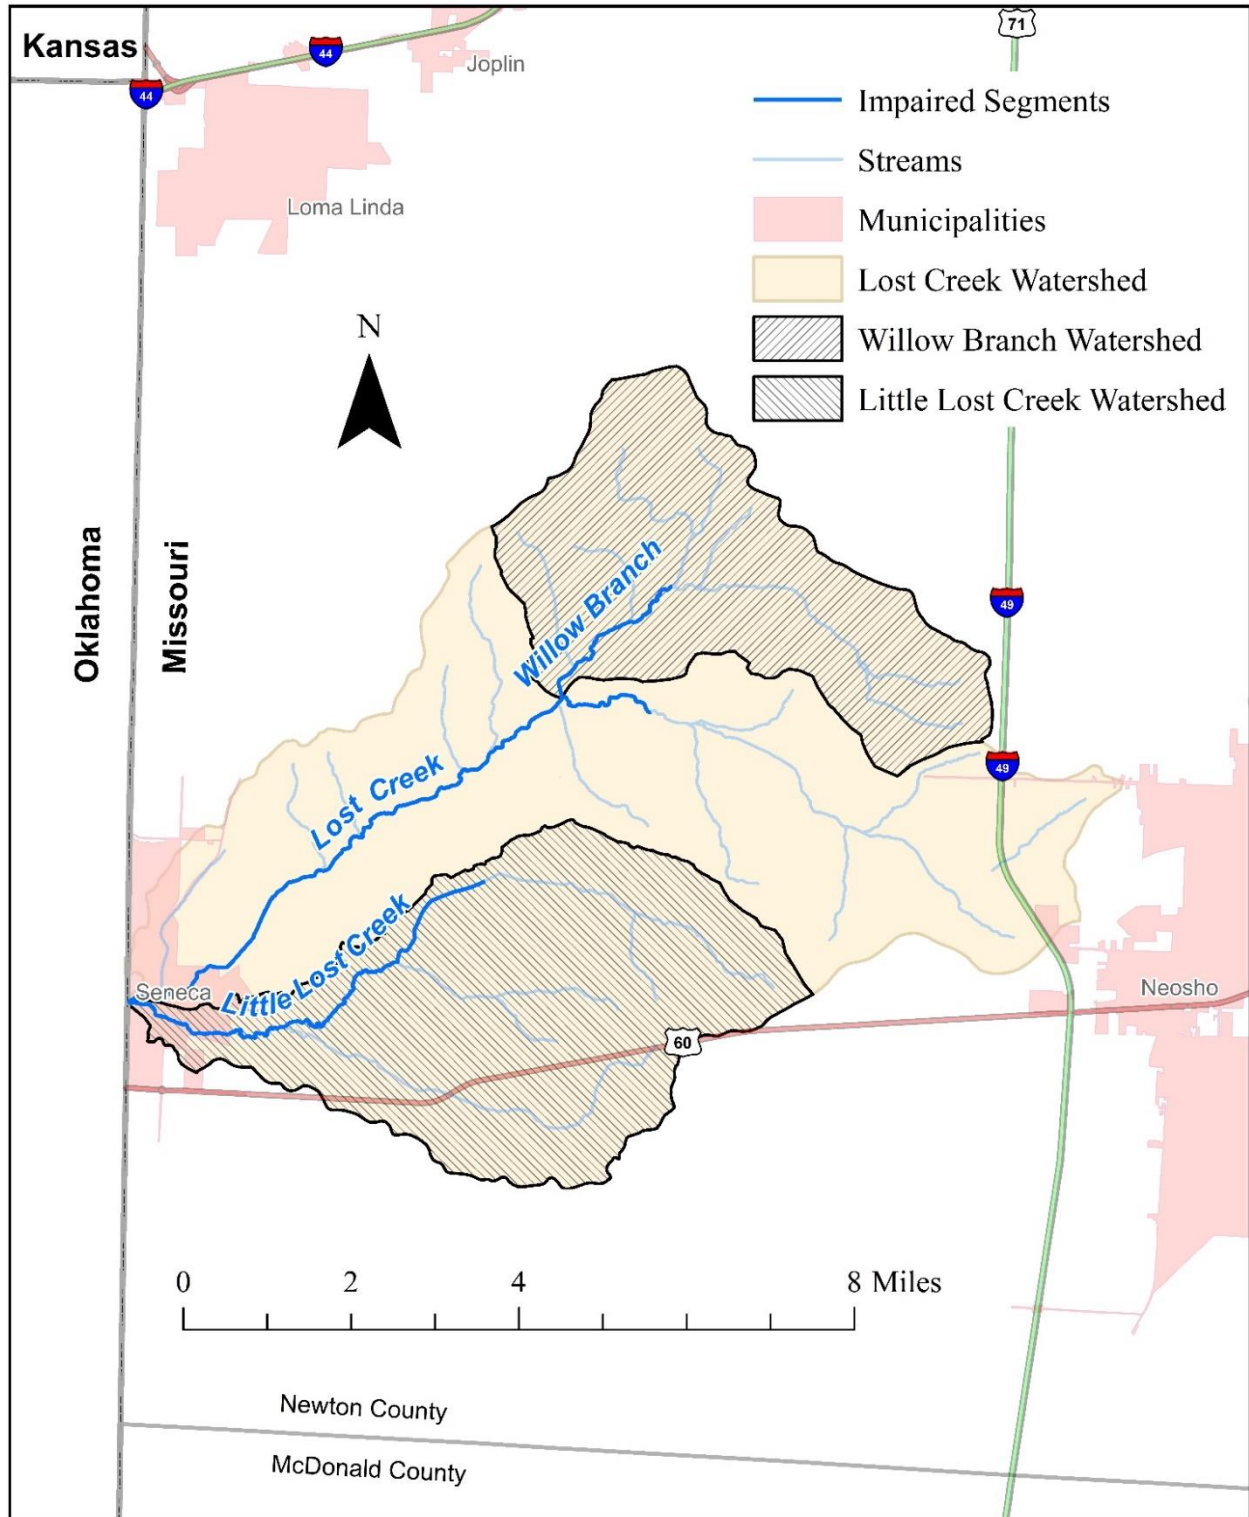 Kansas
44
44
Joplin
71
Loma Linda
Impaired Segments
Streams
Municipalities
Lost Creek Watershed
Willow Branch Watershed
Little Lost Creek Watershed
N
Oklahoma
Missouri
Willow Branch
49
49
Lost Creek
Little Lost Creek
Seneca
Neosho
60
0 2 4 8 Miles
Newton County
McDonald County